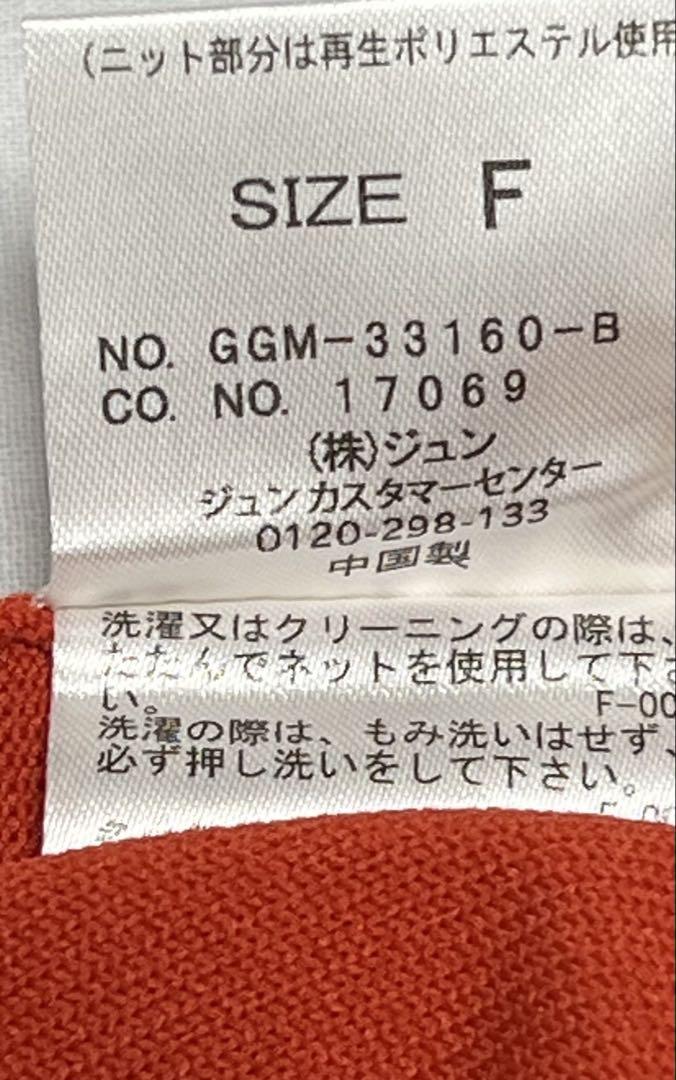 (ニット部分は再生ポリエステル使用
SIZE F
NO. GGM-33160-B
CO. NO. 17069
(株)ジュン
ジュンカスタマーセンター
0120-298-133
中国製
洗濯又はクリーニングの際は、
たたんでネットを使用して下さ
い。
F-00
洗濯の際は、もみ洗いはせず、
必ず押し洗いをして下さい。